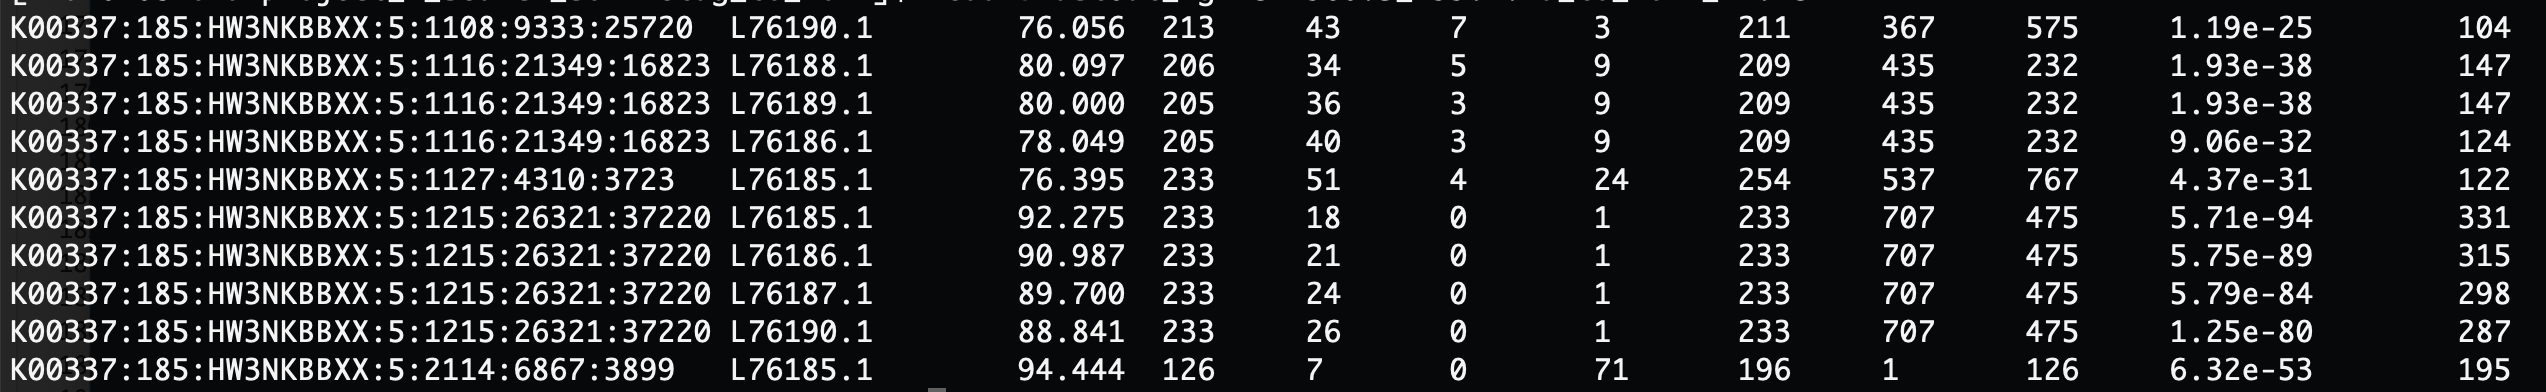 K00337:185:HW3NKBBXX:5:1108:9333:25720 L76190.1 76.056 213 43 7 3 211 367 575 1.19e-25 104
K00337:185:HW3NKBBXX:5:1116:21349:16823 L76188.1 80.097 206 34 5 9 209 435 232 1.93e-38 147
K00337:185:HW3NKBBXX:5:1116:21349:16823 L76189.1 80.000 205 36 3 9 209 435 232 1.93e-38 147
K00337:185:HW3NKBBXX:5:1116:21349:16823 L76186.1 78.049 205 40 3 9 209 435 232 9.06e-32 124
K00337:185:HW3NKBBXX:5:1127:4310:3723 L76185.1 76.395 233 51 4 24 254 537 767 4.37e-31 122
K00337:185:HW3NKBBXX:5:1215:26321:37220 L76185.1 92.275 233 18 0 1 233 707 475 5.71e-94 331
K00337:185:HW3NKBBXX:5:1215:26321:37220 L76186.1 90.987 233 21 0 1 233 707 475 5.75e-89 315
K00337:185:HW3NKBBXX:5:1215:26321:37220 L76187.1 89.700 233 24 0 1 233 707 475 5.79e-84 298
K00337:185:HW3NKBBXX:5:1215:26321:37220 L76190.1 88.841 233 26 0 1 233 707 475 1.25e-80 287
K00337:185:HW3NKBBXX:5:2114:6867:3899 L76185.1 94.444 126 7 0 71 196 1 126 6.32e-53 195